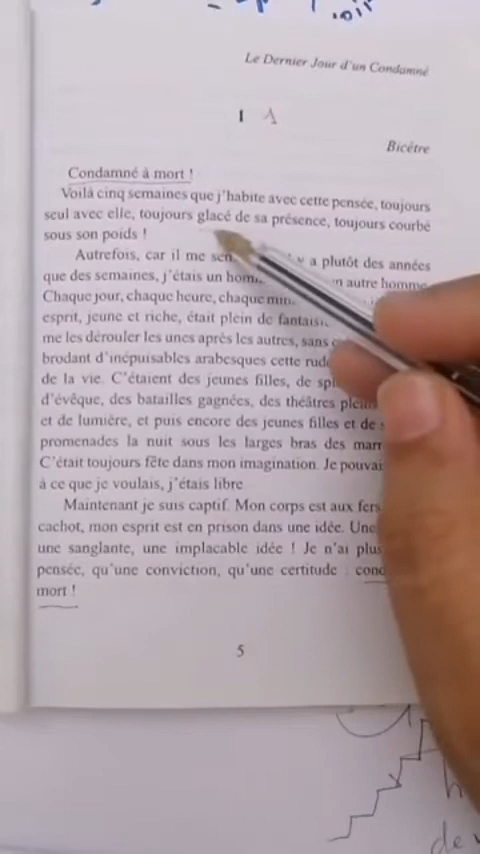 Le Dernier Jour d'un Condamné
I
Bicêtre
Condamné à mort !
Voilà cinq semaines que j'habite avec cette pensée, toujours
seul avec elle, toujours glacé de sa présence, toujours courbé
sous son poids !
Autrefois, car il me a plutôt des années
que des semaines, j'étais un autre homme
Chaque jour, chaque heure, chaque
esprit, jeune et riche, était plein de
me les dérouler les unes après les autres, sans
brodant d'inépuisables arabesques cette
de la vie. C'étaient des jeunes filles, de
d'évêque, des batailles gagnées, des théâtres
et de lumière, et puis encore des jeunes filles et de
promenades la nuit sous les larges bras des
C'était toujours fête dans mon imagination. Je
à ce que je voulais, j'étais libre.
Maintenant je suis captif. Mon corps est aux fers
cachot, mon esprit est en prison dans une idée. Une
une sanglante, une implacable idée ! Je n'ai plus
pensée, qu'une conviction, qu'une certitude :
mort !
5
de